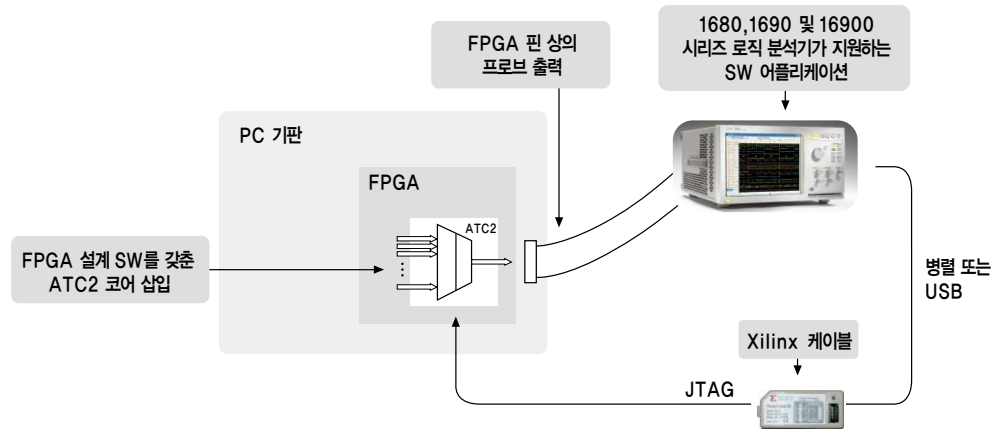 1680,1690 및 16900
시리즈 로직 분석기가 지원하는
SW 어플리케이션
FPGA 핀 상의
프로브 출력
PC 기판
FPGA
ATC2
FPGA 설계 SW를 갖춘
ATC2 코어 삽입
병렬 또는
USB
Xilinx 케이블
JTAG